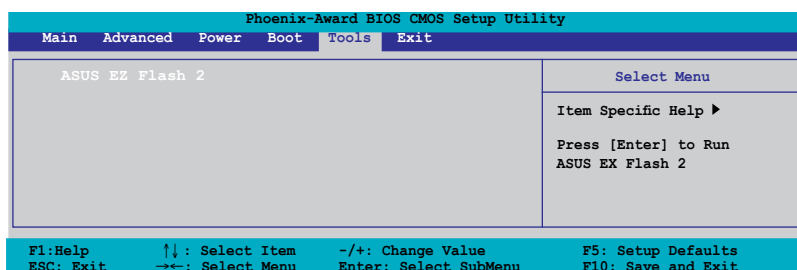 Phoenix-Award BIOS CMOS Setup Utility
Main Advanced Power Boot Tools Exit
ASUS EZ Flash 2
Select Menu
Item Specific Help ▶
Press [Enter] to Run
ASUS EX Flash 2
F1:Help ↑↓: Select Item -/+: Change Value F5: Setup Defaults
ESC: Exit →←: Select Menu Enter: Select SubMenu F10: Save and Exit